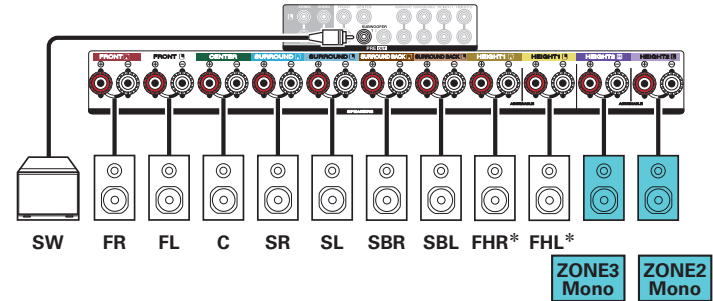 SUBWOOFER
PRE OUT
FRONT R FRONT L CENTER SURROUND R SURROUND L SURROUND BACK R SURROUND BACK L HEIGHT1 R HEIGHT1 L HEIGHT2 R HEIGHT2 L
ASSIGNABLE ASSIGNABLE
SPEAKERS
SW FR FL C SR SL SBR SBL FHR* FHL*
ZONE3 ZONE2
Mono Mono